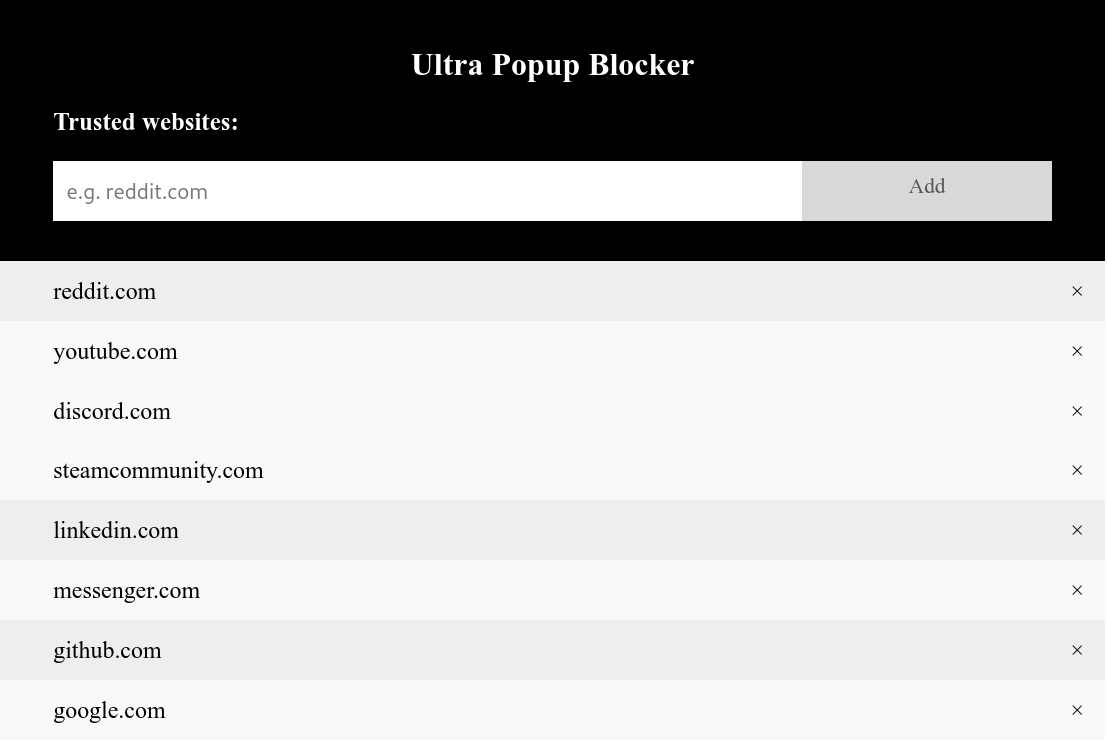 Ultra Popup Blocker
Trusted websites:
e.g. reddit.com
Add
reddit.com ×
youtube.com ×
discord.com ×
steamcommunity.com ×
linkedin.com ×
messenger.com ×
github.com ×
google.com ×